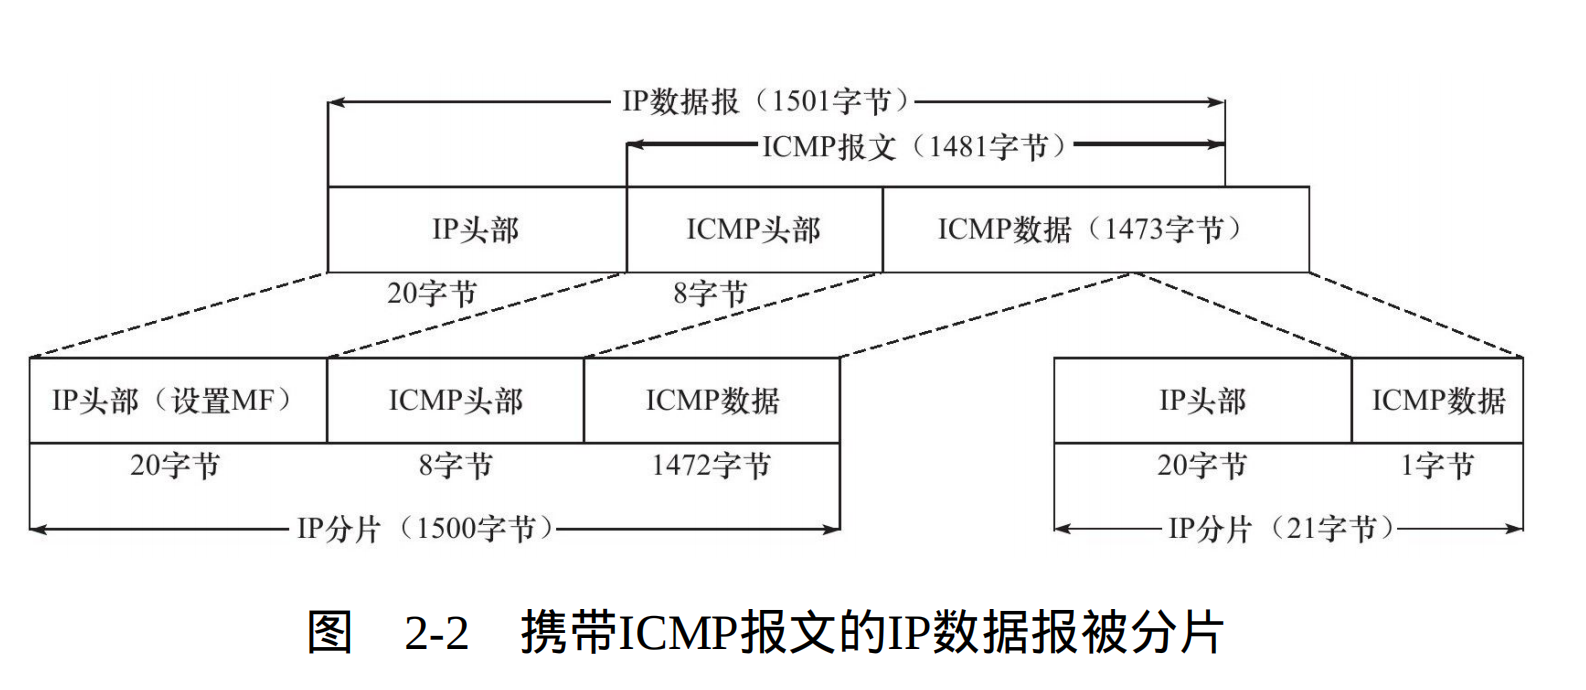 IP数据报（1501字节）
ICMP报文（1481字节）
IP头部 ICMP头部 ICMP数据（1473字节）
20字节 8字节
IP头部（设置MF） ICMP头部 ICMP数据 IP头部 ICMP数据
20字节 8字节 1472字节 20字节 1字节
IP分片（1500字节） IP分片（21字节）
图 2-2 携带ICMP报文的IP数据报被分片